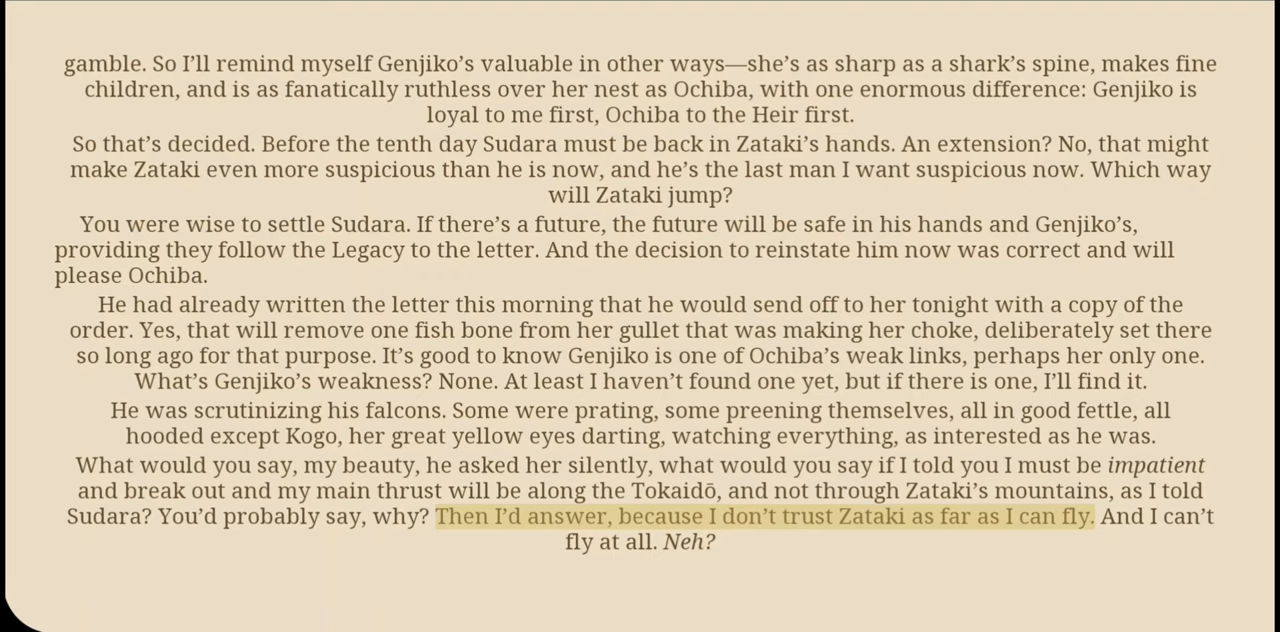 gamble. So I’ll remind myself Genjiko’s valuable in other ways—she’s as sharp as a shark’s spine, makes fine
children, and is as fanatically ruthless over her nest as Ochiba, with one enormous difference: Genjiko is
loyal to me first, Ochiba to the Heir first.
So that’s decided. Before the tenth day Sudara must be back in Zataki’s hands. An extension? No, that might
make Zataki even more suspicious than he is now, and he’s the last man I want suspicious now. Which way
will Zataki jump?
You were wise to settle Sudara. If there’s a future, the future will be safe in his hands and Genjiko’s,
providing they follow the Legacy to the letter. And the decision to reinstate him now was correct and will
please Ochiba.
He had already written the letter this morning that he would send off to her tonight with a copy of the
order. Yes, that will remove one fish bone from her gullet that was making her choke, deliberately set there
so long ago for that purpose. It’s good to know Genjiko is one of Ochiba’s weak links, perhaps her only one.
What’s Genjiko’s weakness? None. At least I haven’t found one yet, but if there is one, I’ll find it.
He was scrutinizing his falcons. Some were prating, some preening themselves, all in good fettle, all
hooded except Kogo, her great yellow eyes darting, watching everything, as interested as he was.
What would you say, my beauty, he asked her silently, what would you say if I told you I must be impatient
and break out and my main thrust will be along the Tokaidō, and not through Zataki’s mountains, as I told
Sudara? You’d probably say, why? Then I’d answer, because I don’t trust Zataki as far as I can fly. And I can’t
fly at all. Neh?